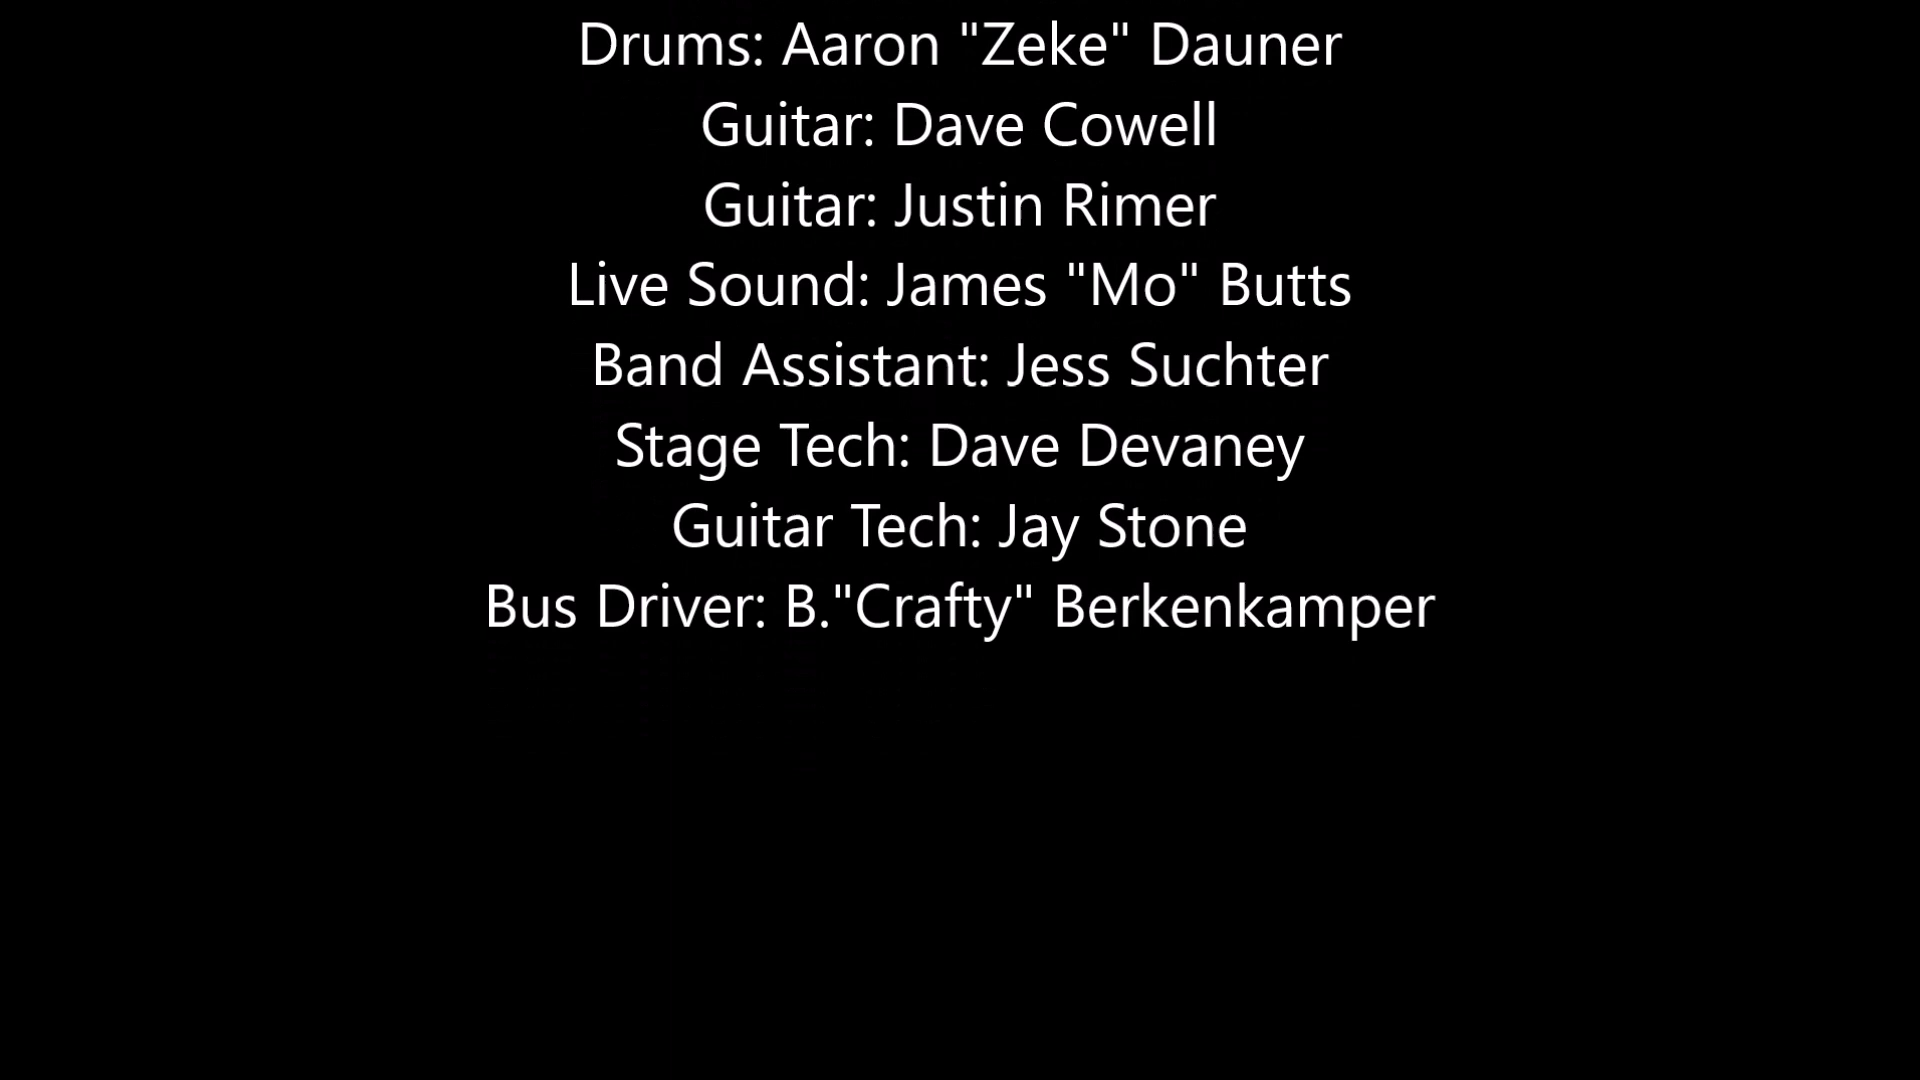 Drums: Aaron "Zeke" Dauner
Guitar: Dave Cowell
Guitar: Justin Rimer
Live Sound: James "Mo" Butts
Band Assistant: Jess Suchter
Stage Tech: Dave Devaney
Guitar Tech: Jay Stone
Bus Driver: B."Crafty" Berkenkamper